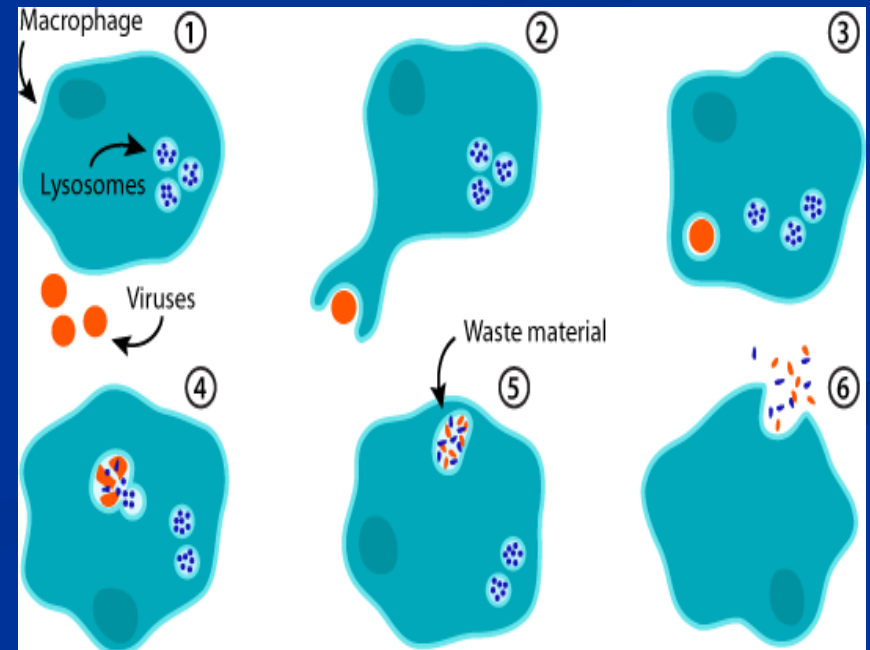 Macrophage
①
②
③
Lysosomes
Viruses
Waste material
④
⑤
⑥